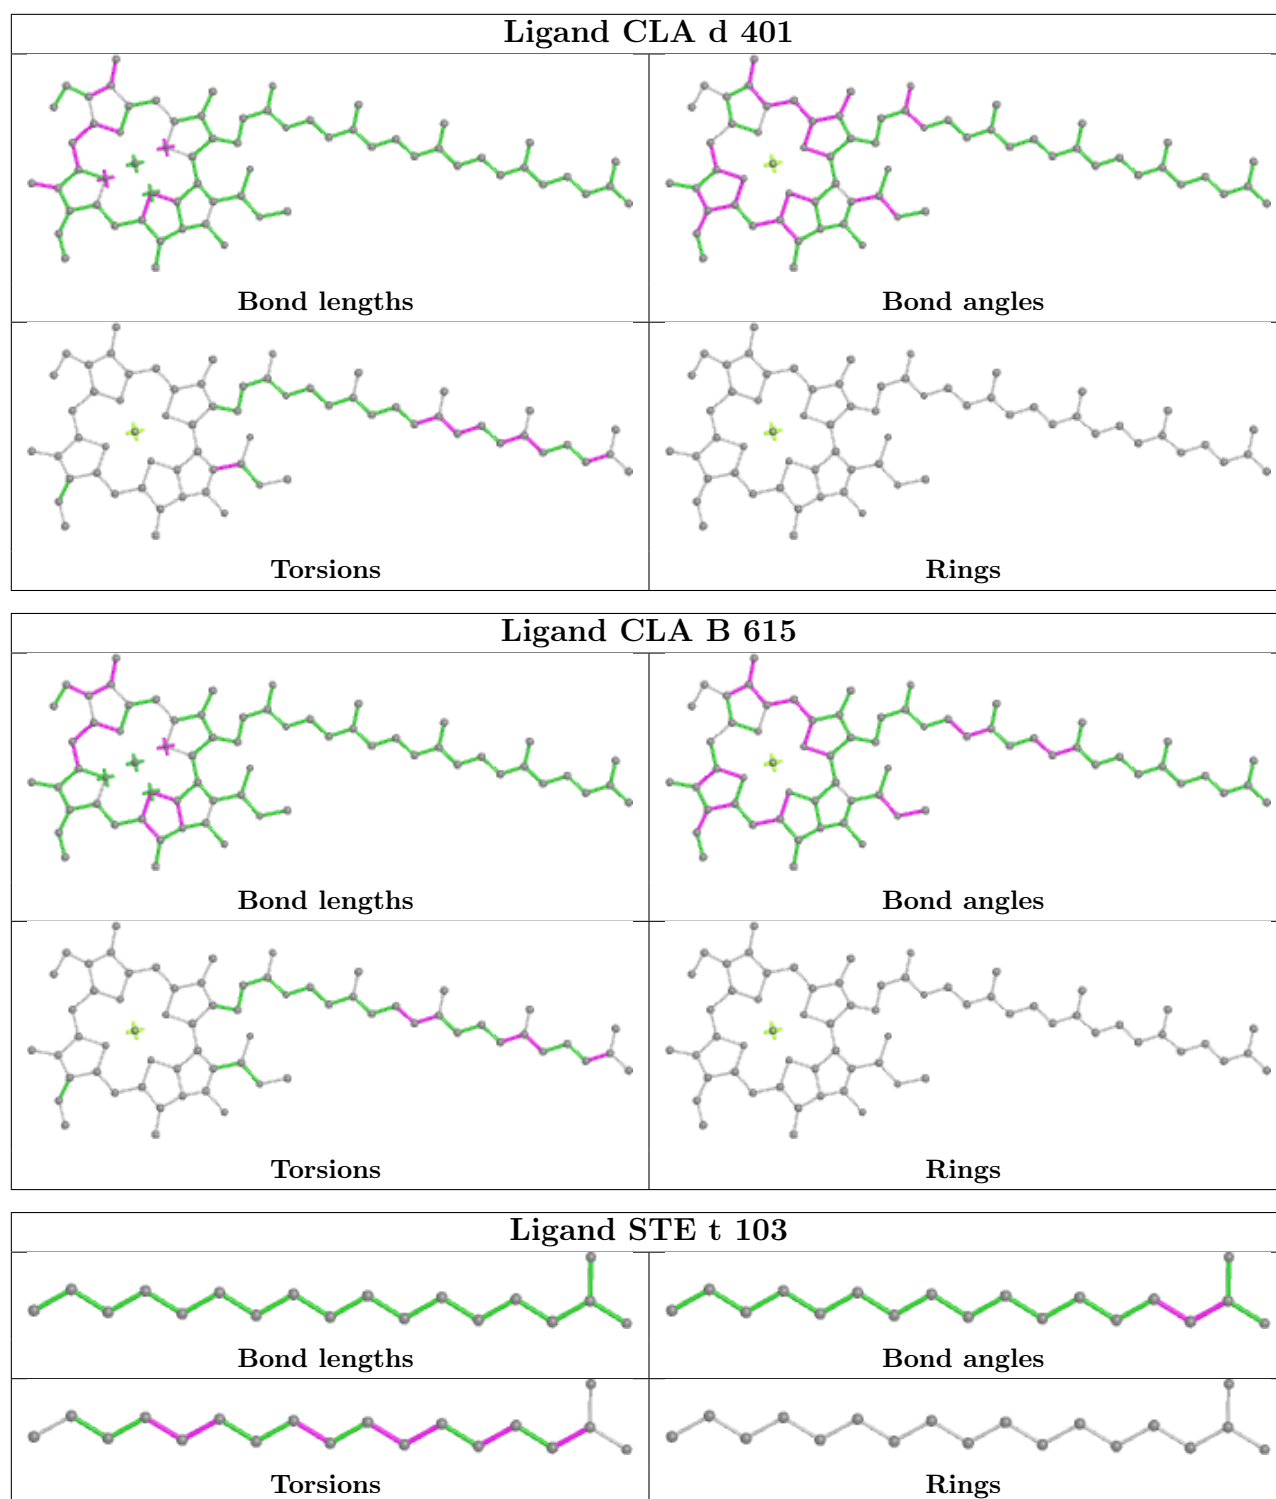 Ligand CLA d 401
Bond lengths
Bond angles
Torsions
Rings
Ligand CLA B 615
Bond lengths
Bond angles
Torsions
Rings
Ligand STE t 103
Bond lengths
Bond angles
Torsions
Rings